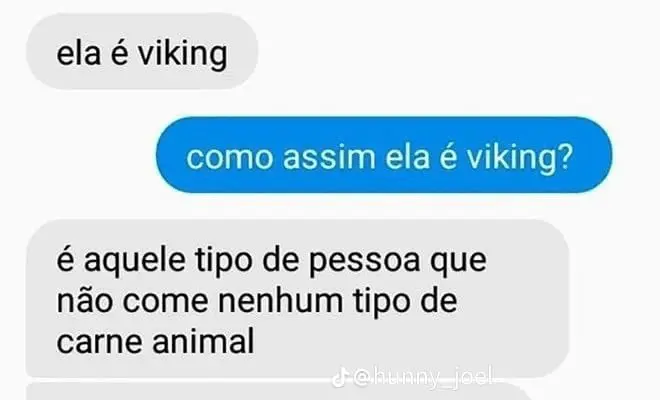 ela é viking
como assim ela é viking?
é aquele tipo de pessoa que
não come nenhum tipo de
carne animal
@hunny_joel